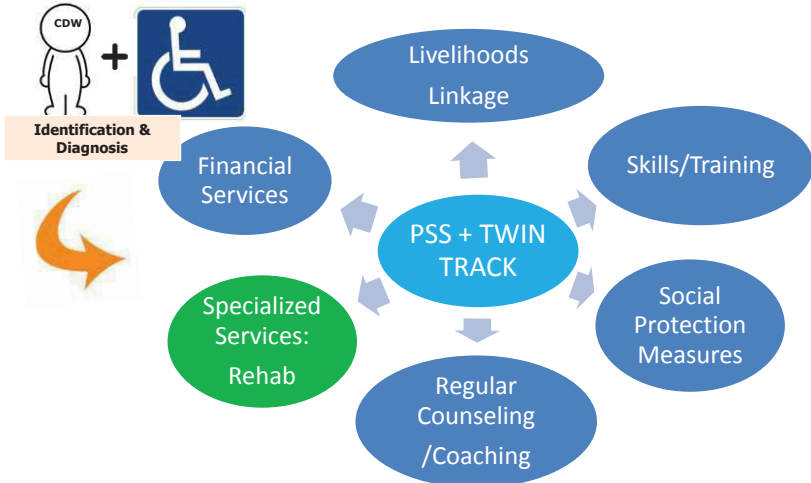 CDW
+
Identification &
Diagnosis
Livelihoods
Linkage
Financial
Services
Skills/Training
PSS + TWIN
TRACK
Specialized
Services:
Rehab
Social
Protection
Measures
Regular
Counseling
/Coaching